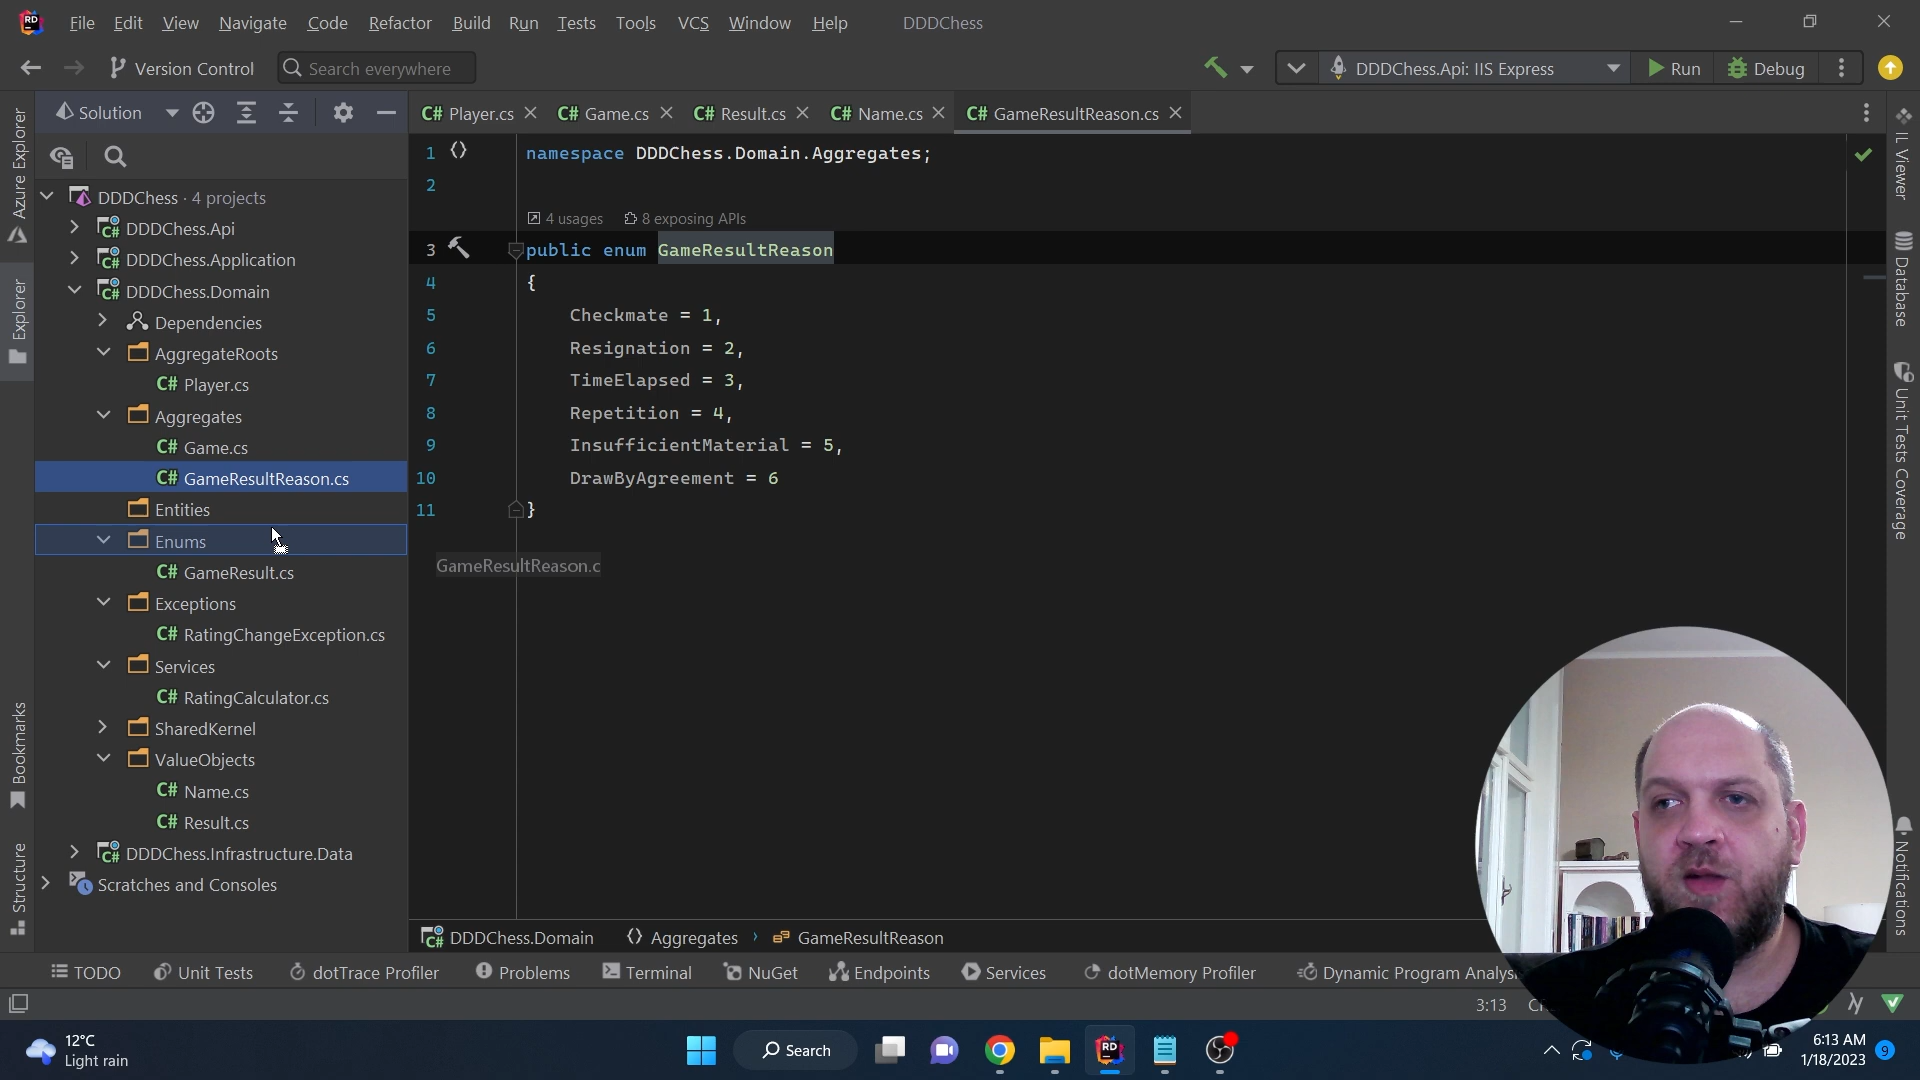 File Edit View Navigate Code Refactor Build Run Tests Tools VCS Window Help DDDChess
Version Control Search everywhere DDDChess.Api: IIS Express Run Debug
Solution
Player.cs Game.cs Result.cs Name.cs GameResultReason.cs
Azure Explorer
Explorer
Bookmarks
Structure
DDDChess · 4 projects
DDDChess.Api
DDDChess.Application
DDDChess.Domain
Dependencies
AggregateRoots
C# Player.cs
Aggregates
C# Game.cs
C# GameResultReason.cs
Entities
Enums
C# GameResult.cs
Exceptions
C# RatingChangeException.cs
Services
C# RatingCalculator.cs
SharedKernel
ValueObjects
C# Name.cs
C# Result.cs
DDDChess.Infrastructure.Data
Scratches and Consoles
1 namespace DDDChess.Domain.Aggregates;
2
4 usages 8 exposing APIs
3 public enum GameResultReason
4 {
5 Checkmate = 1,
6 Resignation = 2,
7 TimeElapsed = 3,
8 Repetition = 4,
9 InsufficientMaterial = 5,
10 DrawByAgreement = 6
11 }
GameResultReason.c
IL Viewer
Database
Unit Tests Coverage
Notifications
DDDChess.Domain Aggregates › GameResultReason
TODO Unit Tests dotTrace Profiler Problems Terminal NuGet Endpoints Services dotMemory Profiler Dynamic Program Analys
3:13
12°C
Light rain
Search
6:13 AM
1/18/2023
9